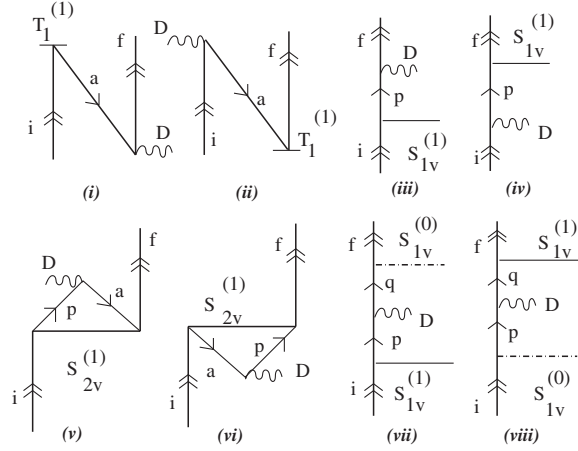 T₁⁽¹⁾
a
f
i
D
(i)
D
a
f
i
T₁⁽¹⁾
(ii)
f
D
p
i
S₁ᵥ⁽¹⁾
(iii)
f
S₁ᵥ⁽¹⁾
p
D
i
(iv)
f
D
a
p
S₂ᵥ⁽¹⁾
i
(v)
f
S₂ᵥ⁽¹⁾
a
p
D
i
(vi)
f
S₁ᵥ⁽⁰⁾
q
D
p
S₁ᵥ⁽¹⁾
i
(vii)
f
S₁ᵥ⁽¹⁾
q
D
p
S₁ᵥ⁽⁰⁾
i
(viii)